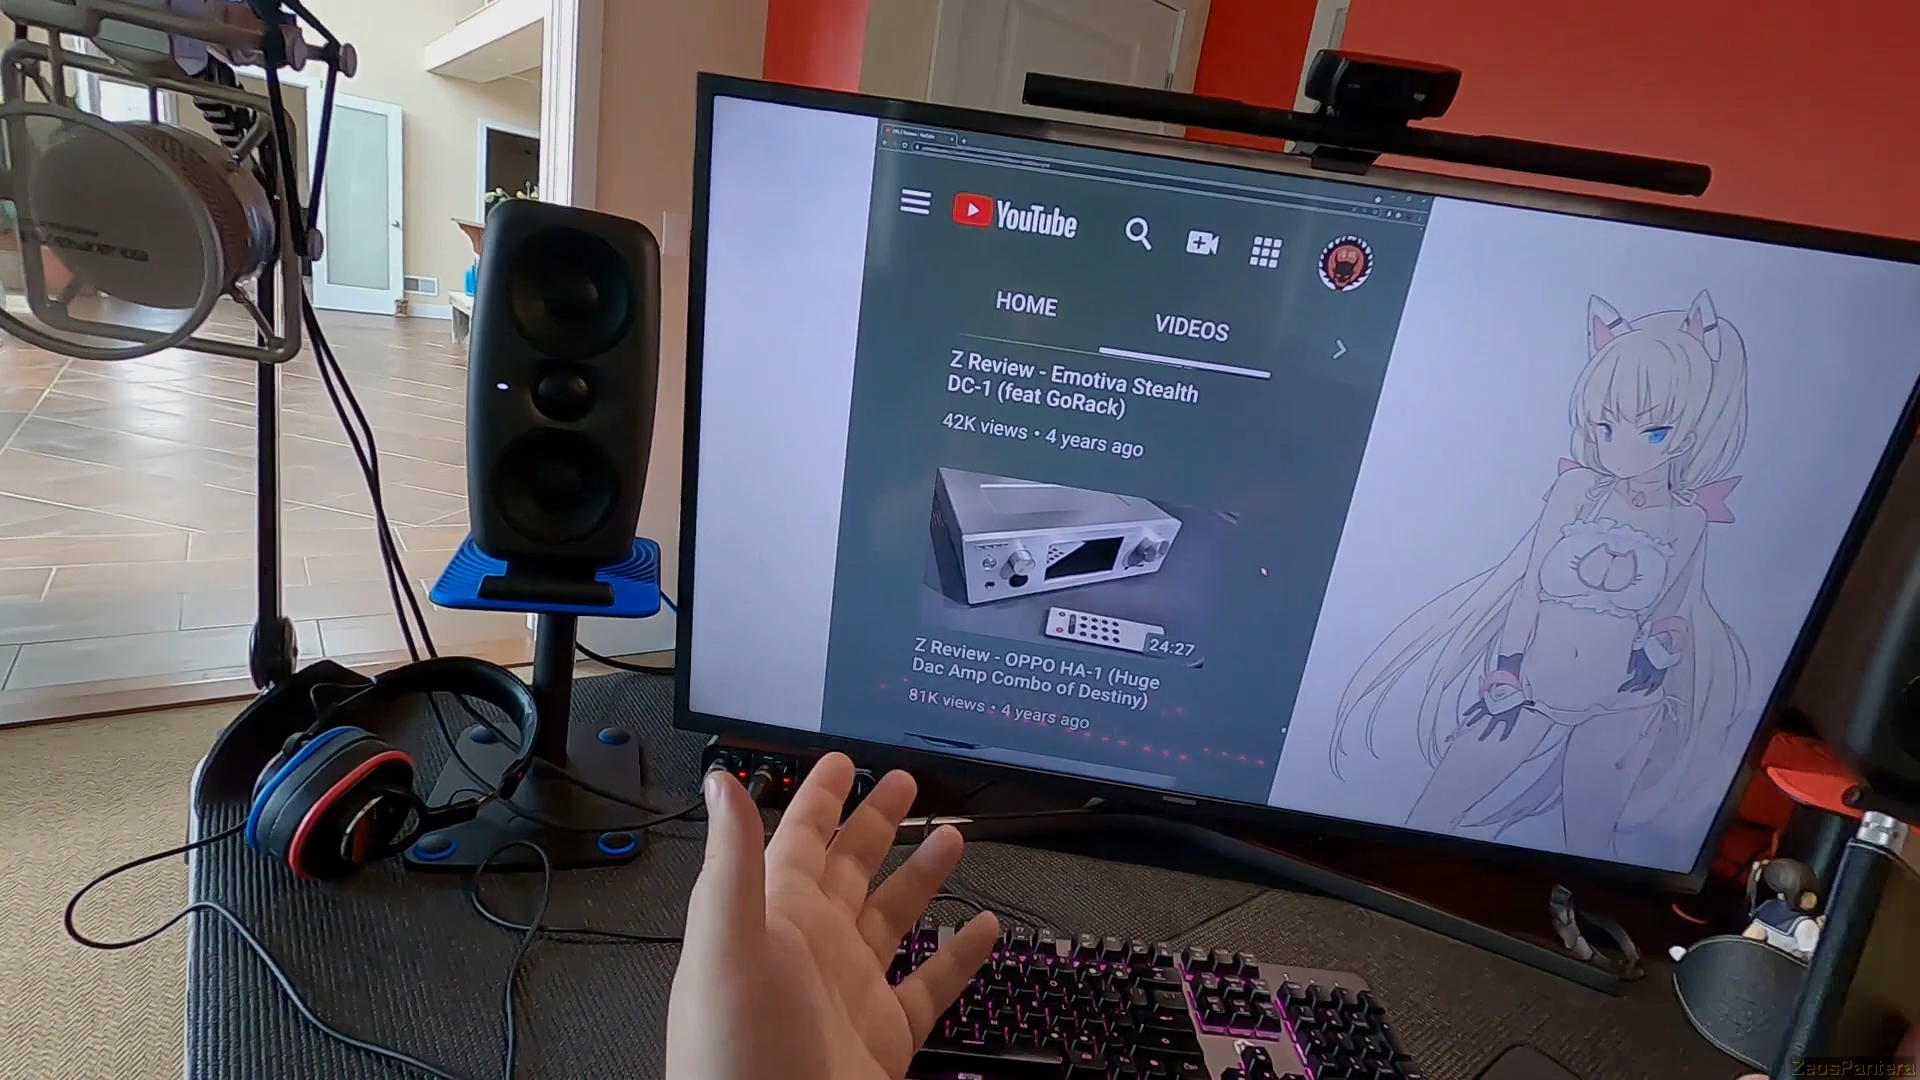 YouTube
HOME
VIDEOS
Z Review - Emotiva Stealth
DC-1 (feat GoRack)
42K views • 4 years ago
24:27
Z Review - OPPO HA-1 (Huge
Dac Amp Combo of Destiny)
81K views • 4 years ago
ZeosPantera